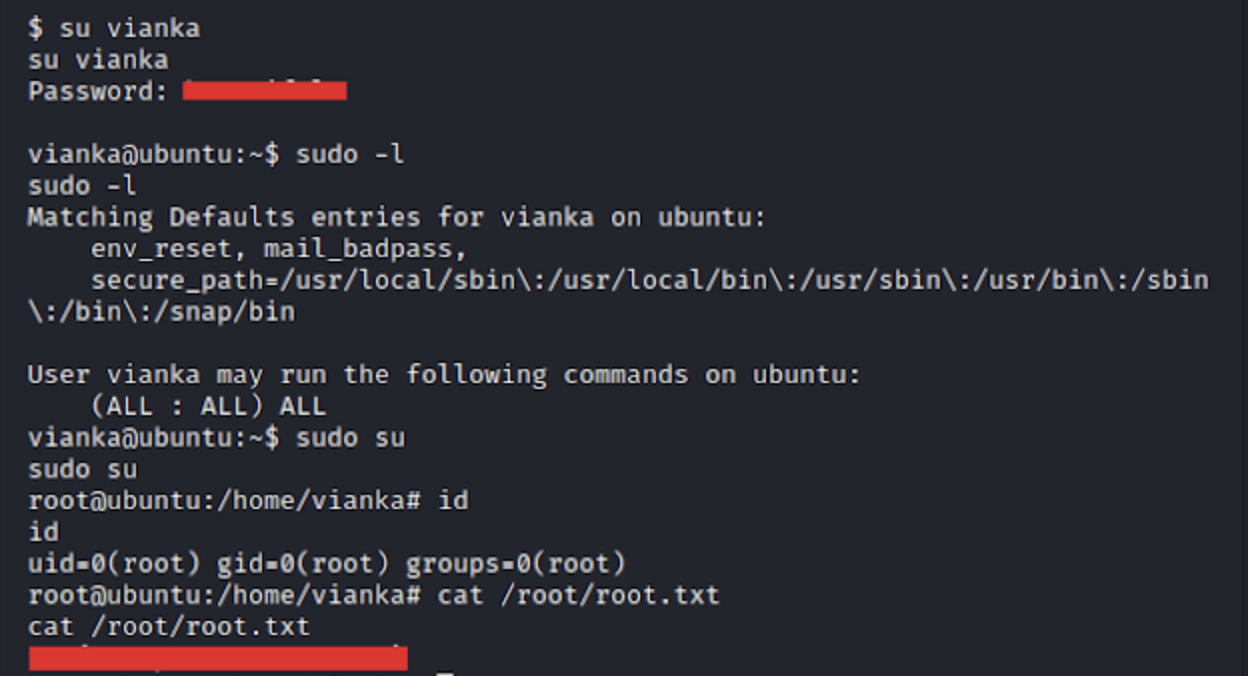 $ su vianka
su vianka
Password:
vianka@ubuntu:~$ sudo -l
sudo -l
Matching Defaults entries for vianka on ubuntu:
    env_reset, mail_badpass,
    secure_path=/usr/local/sbin\:/usr/local/bin\:/usr/sbin\:/usr/bin\:/sbin
\:/bin\:/snap/bin
User vianka may run the following commands on ubuntu:
    (ALL : ALL) ALL
vianka@ubuntu:~$ sudo su
sudo su
root@ubuntu:/home/vianka# id
id
uid=0(root) gid=0(root) groups=0(root)
root@ubuntu:/home/vianka# cat /root/root.txt
cat /root/root.txt